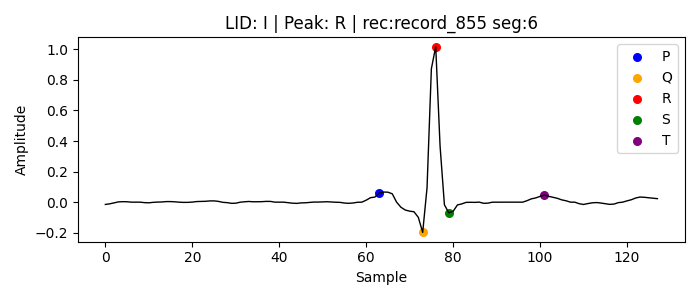 LID: I | Peak: R | rec:record_855 seg:6
1.0
0.8
0.6
0.4
0.2
0.0
−0.2
Amplitude
0 20 40 60 80 100 120
Sample
P
Q
R
S
T